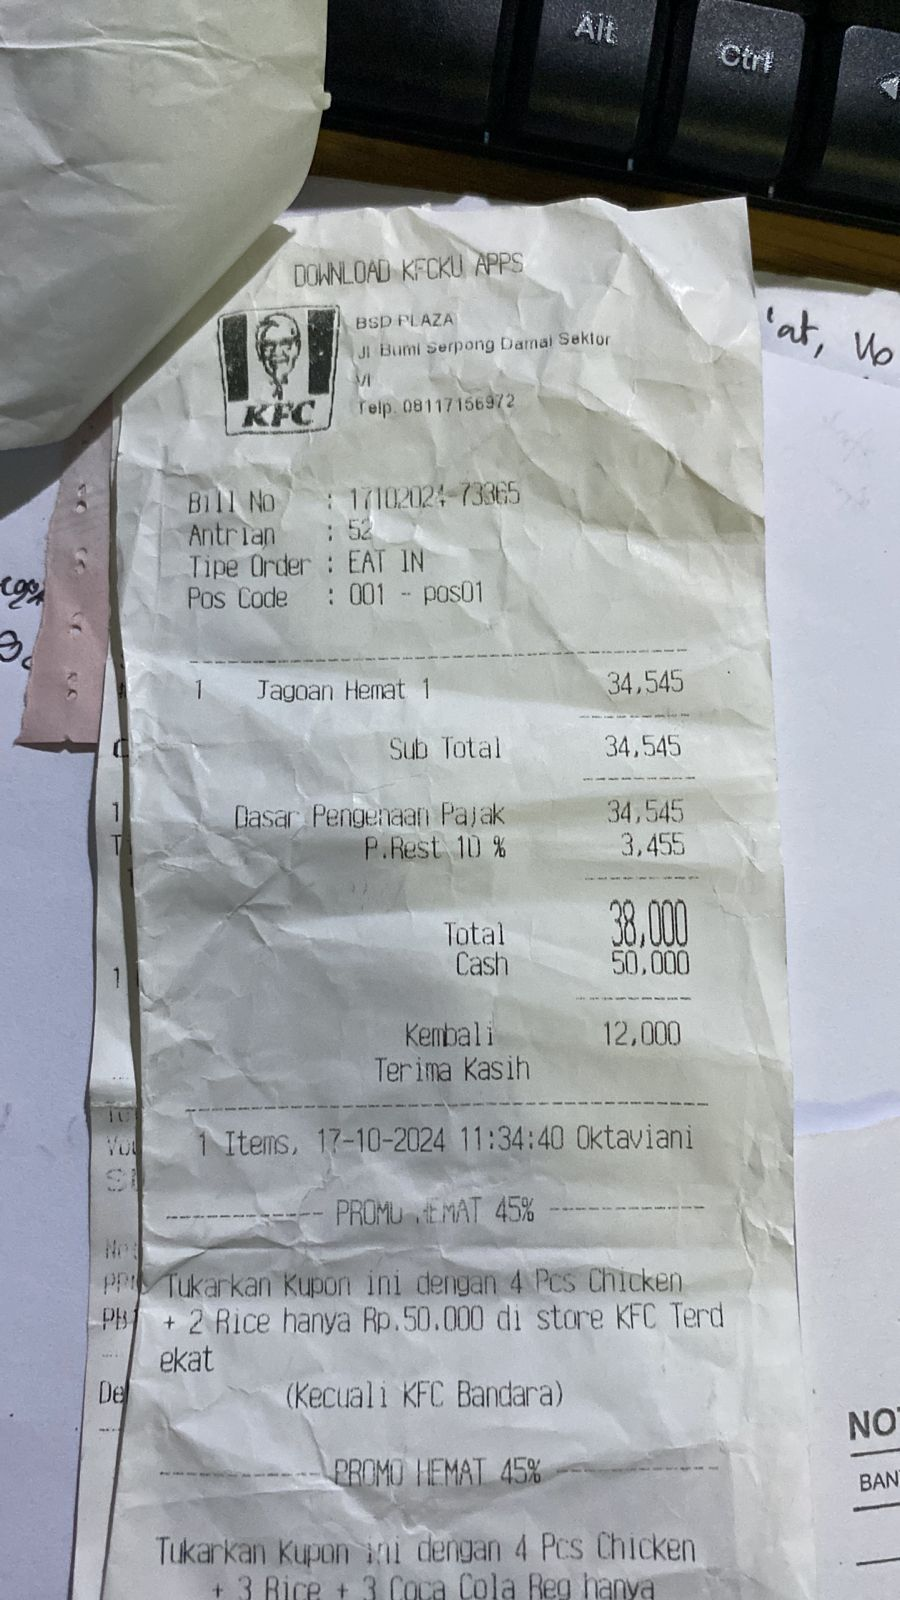 Alt
Ctrl
DOWNLOAD KFCKU APPS
BSD PLAZA
Jl Bumi Serpong Damai Sektor
VI
Telp. 08117156972
KFC
'at, Vo
Bill No : 17102024-73365
Antrian : 52
Tipe Order : EAT IN
Pos Code : 001 - pos01
1 Jagoan Hemat 1 34,545
Sub Total 34,545
Dasar Pengenaan Pajak 34,545
P.Rest 10 % 3,455
Total 38,000
Cash 50,000
Kembali 12,000
Terima Kasih
1 Items, 17-10-2024 11:34:40 Oktaviani
---------- PROMO HEMAT 45% ----------
Tukarkan Kupon ini dengan 4 Pcs Chicken
+ 2 Rice hanya Rp.50.000 di store KFC Terd
ekat
(Kecuali KFC Bandara)
---------- PROMO HEMAT 45% ----------
Tukarkan Kupon ini dengan 4 Pcs Chicken
+ 3 Rice + 3 Coca Cola Reg hanya
NO
BAN